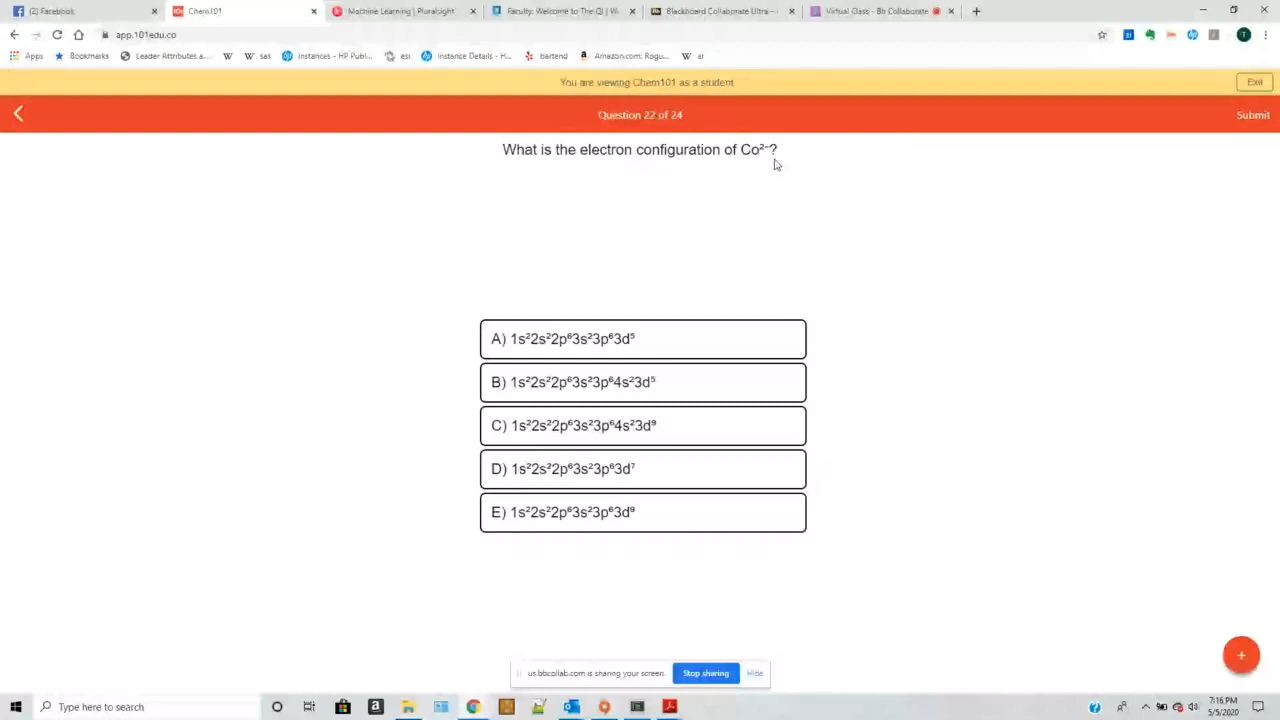 (2) Facebook
Chem101
Machine Learning | Pluralsight
Faculty: Welcome to The Q | W
Blackboard Collaborate Ultra
Virtual Class - Bb Collaborate
app.101edu.co
Apps
Bookmarks
Leader Attributes a...
sas
Instances - HP Publ...
esi
Instance Details - H...
bartend
Amazon.com: Rogu...
ar
You are viewing Chem101 as a student
Exit
Question 22 of 24
Submit
What is the electron configuration of Co²⁻?
A) 1s²2s²2p⁶3s²3p⁶3d⁵
B) 1s²2s²2p⁶3s²3p⁶4s²3d⁵
C) 1s²2s²2p⁶3s²3p⁶4s²3d⁹
D) 1s²2s²2p⁶3s²3p⁶3d⁷
E) 1s²2s²2p⁶3s²3p⁶3d⁹
+
us.bbcollab.com is sharing your screen.
Stop sharing
Hide
Type here to search
7:16 PM
5/5/2020